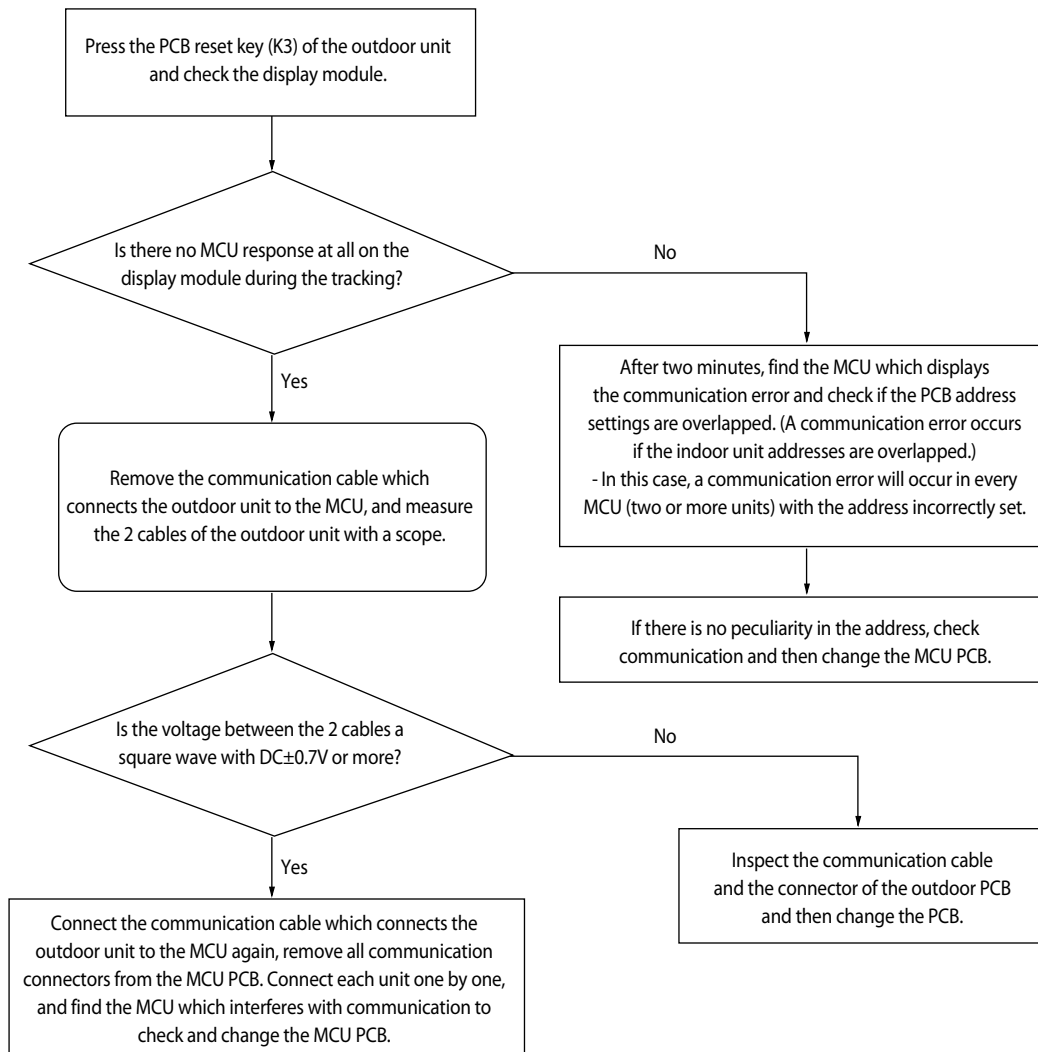 Press the PCB reset key (K3) of the outdoor unit
and check the display module.
Is there no MCU response at all on the
display module during the tracking?
No
After two minutes, find the MCU which displays
the communication error and check if the PCB address
settings are overlapped. (A communication error occurs
if the indoor unit addresses are overlapped.)
- In this case, a communication error will occur in every
MCU (two or more units) with the address incorrectly set.
If there is no peculiarity in the address, check
communication and then change the MCU PCB.
Yes
Remove the communication cable which
connects the outdoor unit to the MCU, and measure
the 2 cables of the outdoor unit with a scope.
Is the voltage between the 2 cables a
square wave with DC±0.7V or more?
No
Inspect the communication cable
and the connector of the outdoor PCB
and then change the PCB.
Yes
Connect the communication cable which connects the
outdoor unit to the MCU again, remove all communication
connectors from the MCU PCB. Connect each unit one by one,
and find the MCU which interferes with communication to
check and change the MCU PCB.